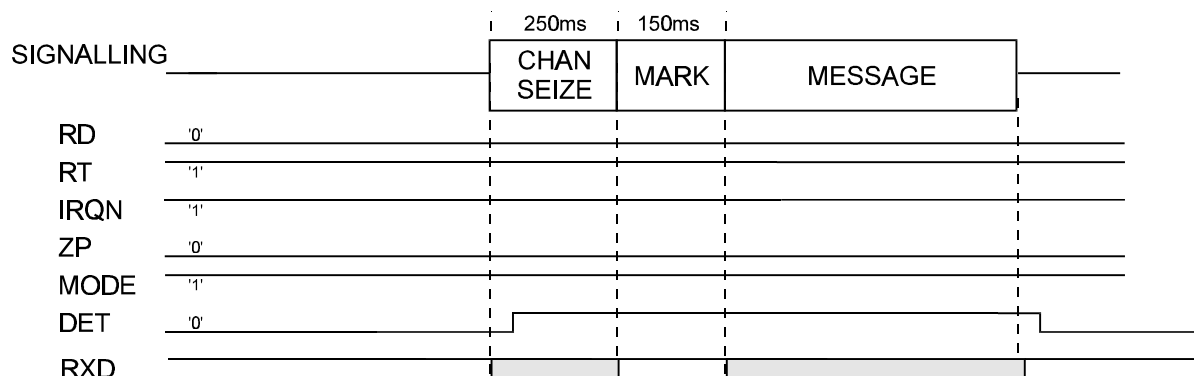 250ms 150ms
SIGNALLING
CHAN SEIZE MARK MESSAGE
RD '0'
RT '1'
IRQN '1'
ZP '0'
MODE '1'
DET '0'
RXD